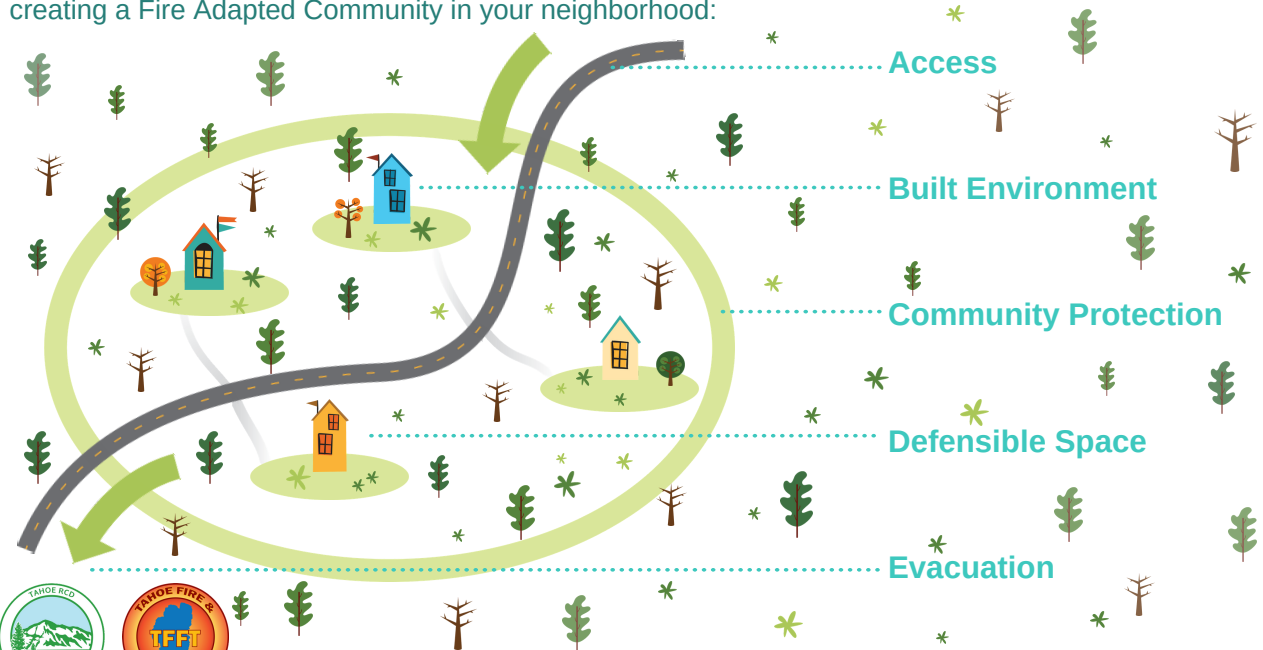 creating a Fire Adapted Community in your neighborhood:
Access
Built Environment
Community Protection
Defensible Space
Evacuation
TAHOE RCD
TAHOE FIRE &
TFFT